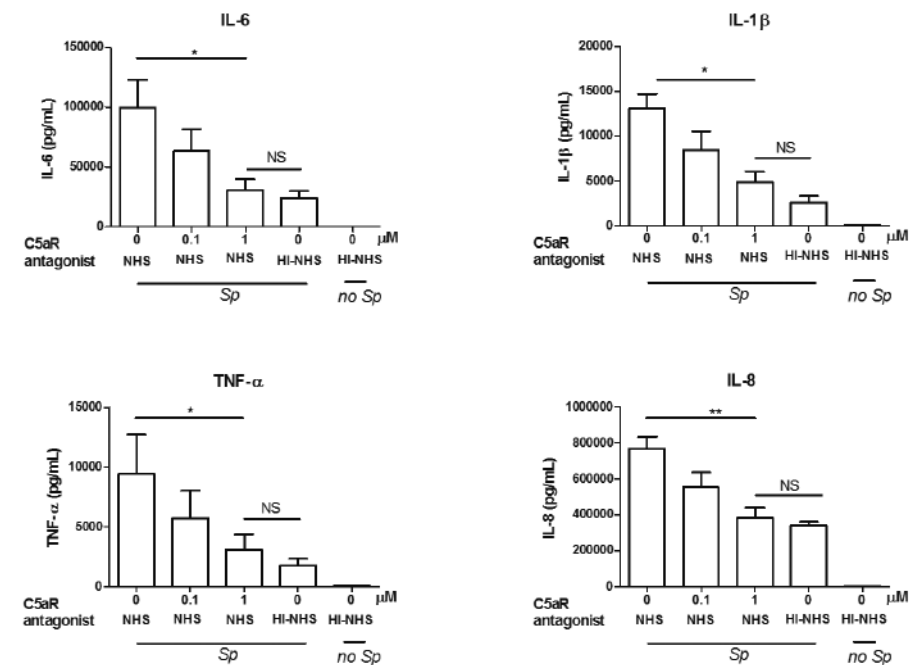 IL-6
IL-6 (pg/mL)
150000
100000
50000
0
*
NS
C5aR antagonist
0 0.1 1 0 0 μM
NHS NHS NHS HI-NHS HI-NHS
Sp no Sp
IL-1β
IL-1β (pg/mL)
20000
15000
10000
5000
0
*
NS
C5aR antagonist
0 0.1 1 0 0 μM
NHS NHS NHS HI-NHS HI-NHS
Sp no Sp
TNF-α
TNF-α (pg/mL)
15000
10000
5000
0
*
NS
C5aR antagonist
0 0.1 1 0 0 μM
NHS NHS NHS HI-NHS HI-NHS
Sp no Sp
IL-8
IL-8 (pg/mL)
1000000
800000
600000
400000
200000
0
**
NS
C5aR antagonist
0 0.1 1 0 0 μM
NHS NHS NHS HI-NHS HI-NHS
Sp no Sp